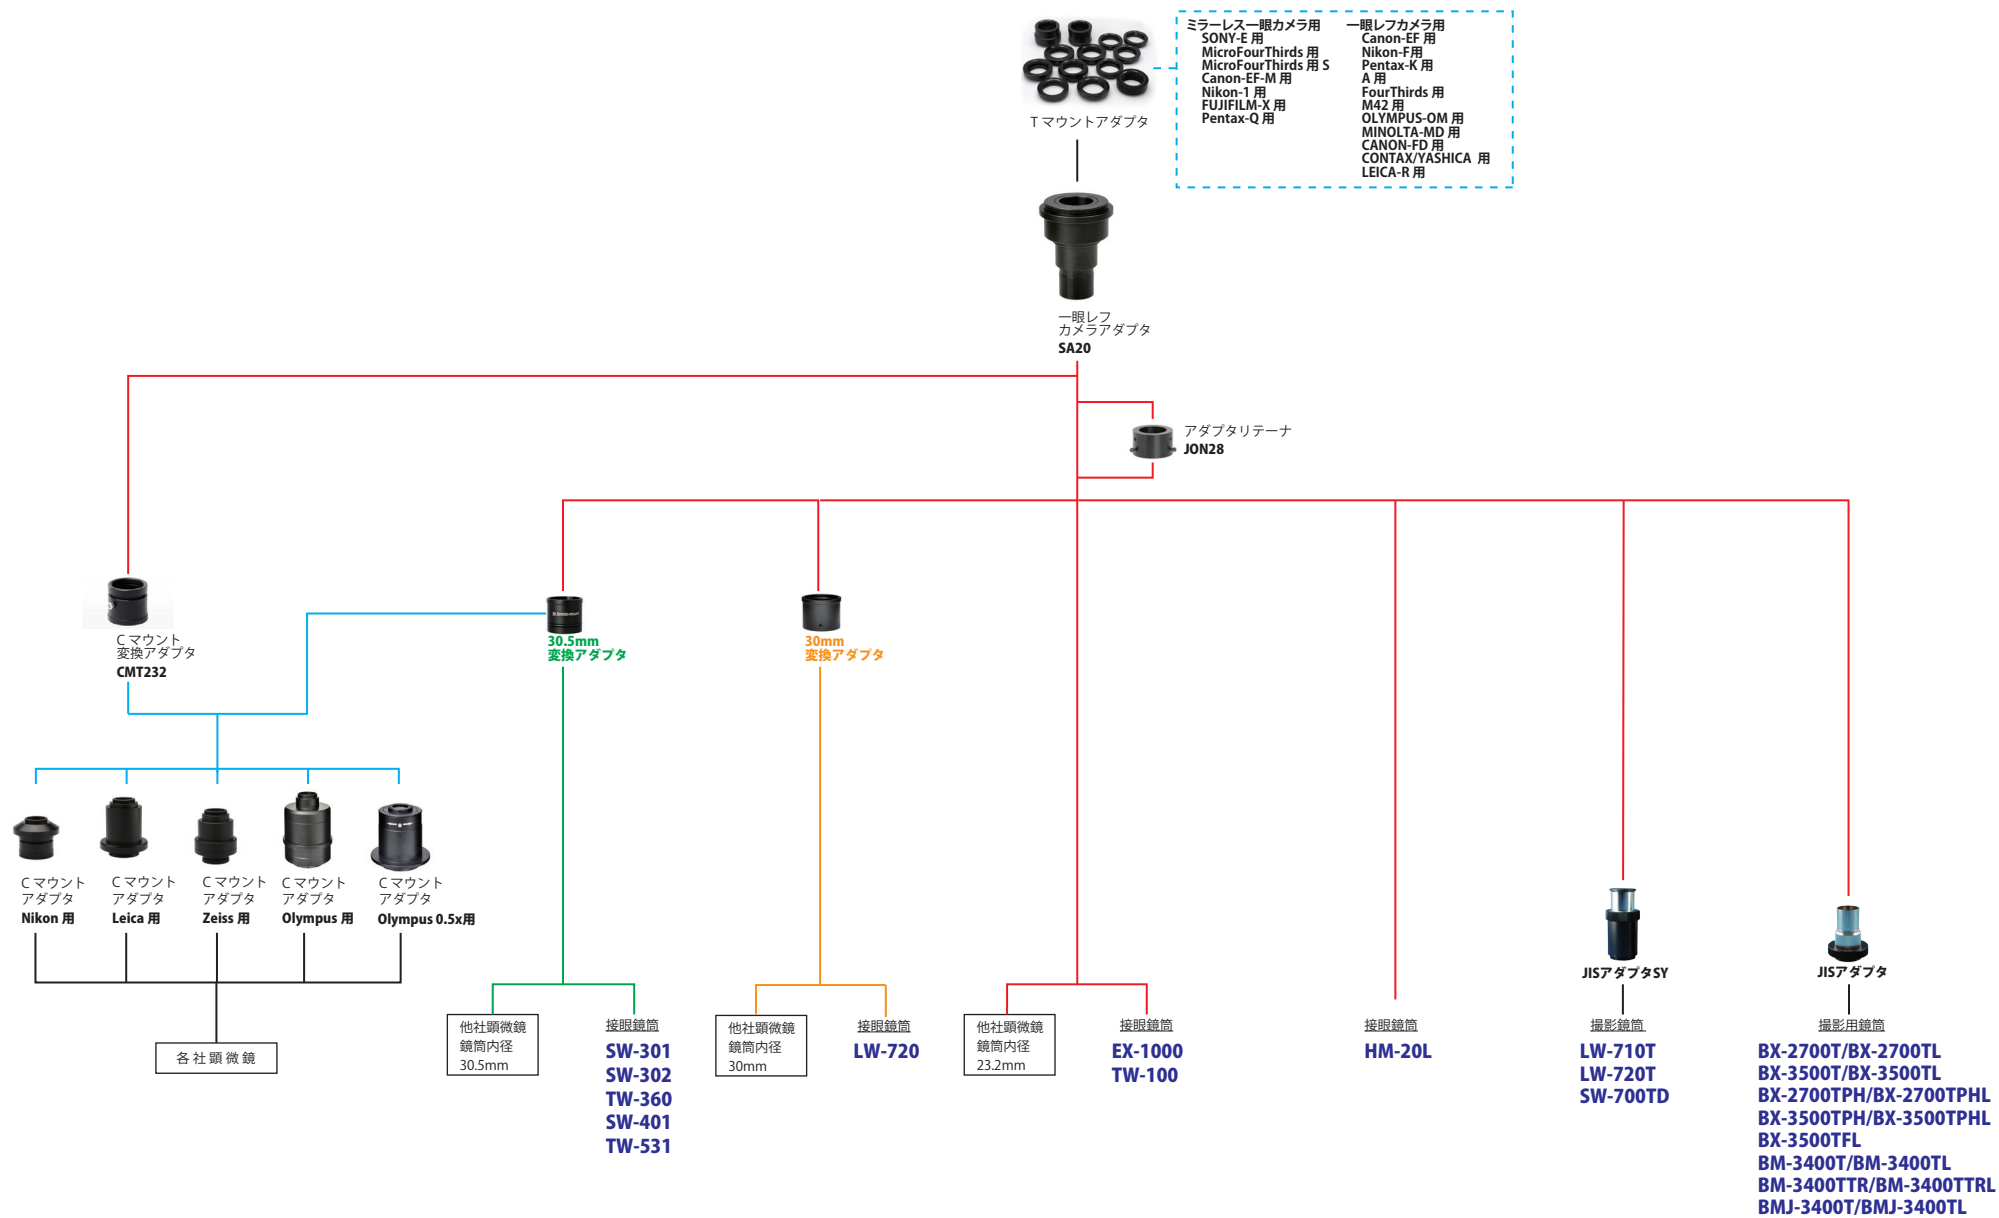 ミラーレス一眼カメラ用
SONY-E 用
MicroFourThirds 用
MicroFourThirds 用 S
Canon-EF-M 用
Nikon-1 用
FUJIFILM-X 用
Pentax-Q 用
一眼レフカメラ用
Canon-EF 用
Nikon-F用
Pentax-K 用
A 用
FourThirds 用
M42 用
OLYMPUS-OM 用
MINOLTA-MD 用
CANON-FD 用
CONTAX/YASHICA 用
LEICA-R 用
T マウントアダプタ
一眼レフ
カメラアダプタ
SA20
アダプタリテーナ
JON28
C マウント
変換アダプタ
CMT232
30.5mm
変換アダプタ
30mm
変換アダプタ
C マウント
アダプタ
Nikon 用
C マウント
アダプタ
Leica 用
C マウント
アダプタ
Zeiss 用
C マウント
アダプタ
Olympus 用
C マウント
アダプタ
Olympus 0.5x用
JISアダプタSY
JISアダプタ
各社顕微鏡
他社顕微鏡
鏡筒内径
30.5mm
接眼鏡筒
SW-301
SW-302
TW-360
SW-401
TW-531
他社顕微鏡
鏡筒内径
30mm
接眼鏡筒
LW-720
他社顕微鏡
鏡筒内径
23.2mm
接眼鏡筒
EX-1000
TW-100
接眼鏡筒
HM-20L
撮影鏡筒
LW-710T
LW-720T
SW-700TD
撮影用鏡筒
BX-2700T/BX-2700TL
BX-3500T/BX-3500TL
BX-2700TPH/BX-2700TPHL
BX-3500TPH/BX-3500TPHL
BX-3500TFL
BM-3400T/BM-3400TL
BM-3400TTR/BM-3400TTRL
BMJ-3400T/BMJ-3400TL